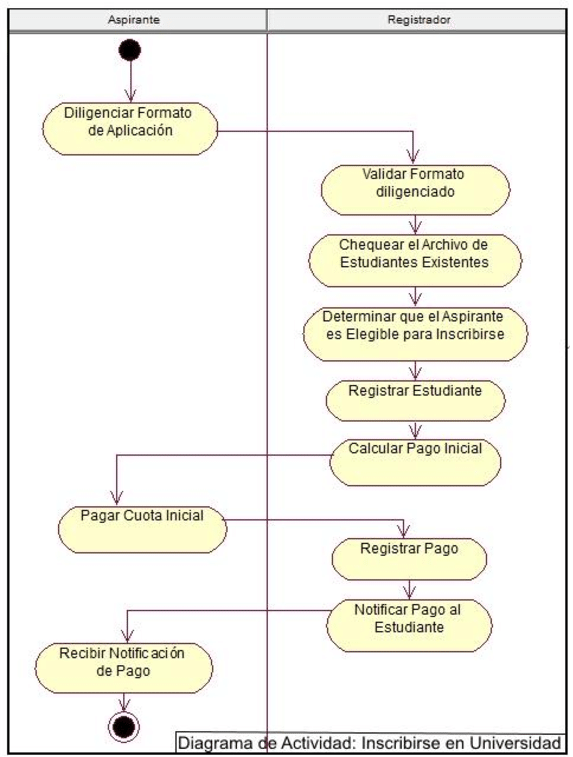 Aspirante
Registrador
Diligenciar Formato
de Aplicación
Validar Formato
diligenciado
Chequear el Archivo de
Estudiantes Existentes
Determinar que el Aspirante
es Elegible para Inscribirse
Registrar Estudiante
Calcular Pago Inicial
Pagar Cuota Inicial
Registrar Pago
Notificar Pago al
Estudiante
Recibir Notificación
de Pago
Diagrama de Actividad: Inscribirse en Universidad